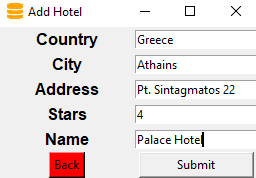 Add Hotel
Country Greece
City Athains
Address Pt. Sintagmatos 22
Stars 4
Name Palace Hotel
Back Submit